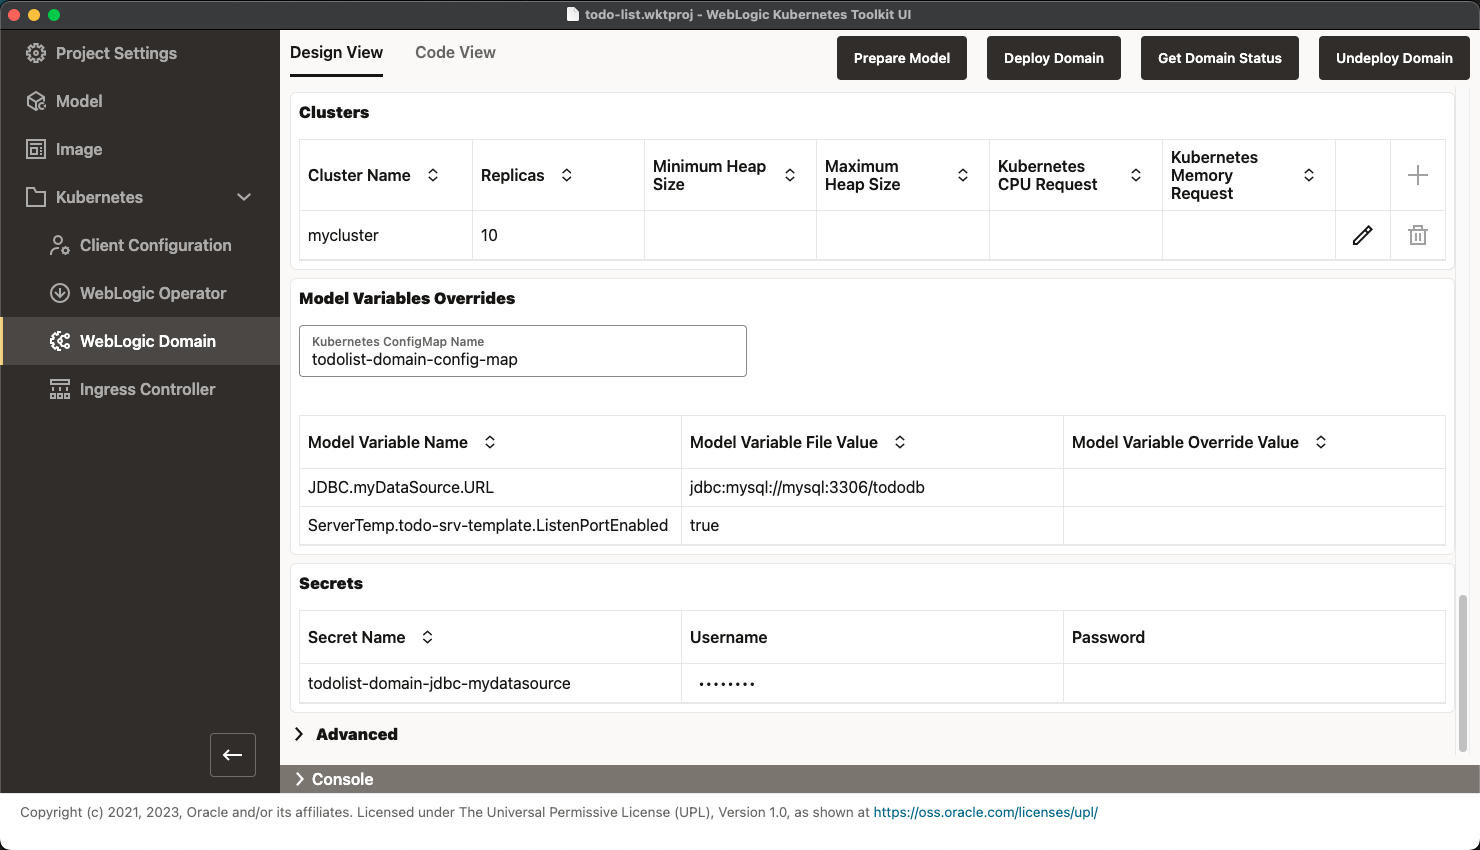 todo-list.wktproj - WebLogic Kubernetes Toolkit UI
Project Settings
Model
Image
Kubernetes
Client Configuration
WebLogic Operator
WebLogic Domain
Ingress Controller
Design View
Code View
Prepare Model
Deploy Domain
Get Domain Status
Undeploy Domain
Clusters
Cluster Name
Replicas
Minimum Heap
Size
Maximum
Heap Size
Kubernetes
CPU Request
Kubernetes
Memory
Request
mycluster
10
Model Variables Overrides
Kubernetes ConfigMap Name
todolist-domain-config-map
Model Variable Name
Model Variable File Value
Model Variable Override Value
JDBC.myDataSource.URL
jdbc:mysql://mysql:3306/tododb
ServerTemp.todo-srv-template.ListenPortEnabled
true
Secrets
Secret Name
Username
Password
todolist-domain-jdbc-mydatasource
••••••••
Advanced
Console
Copyright (c) 2021, 2023, Oracle and/or its affiliates. Licensed under The Universal Permissive License (UPL), Version 1.0, as shown at https://oss.oracle.com/licenses/upl/